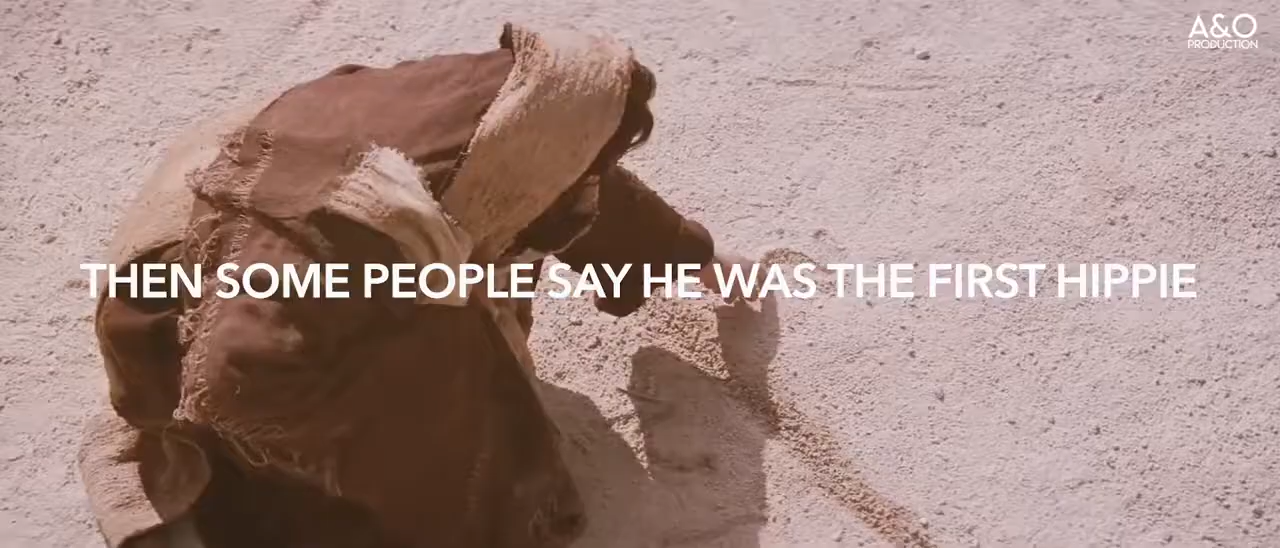 A&O
PRODUCTION
THEN SOME PEOPLE SAY HE WAS THE FIRST HIPPIE